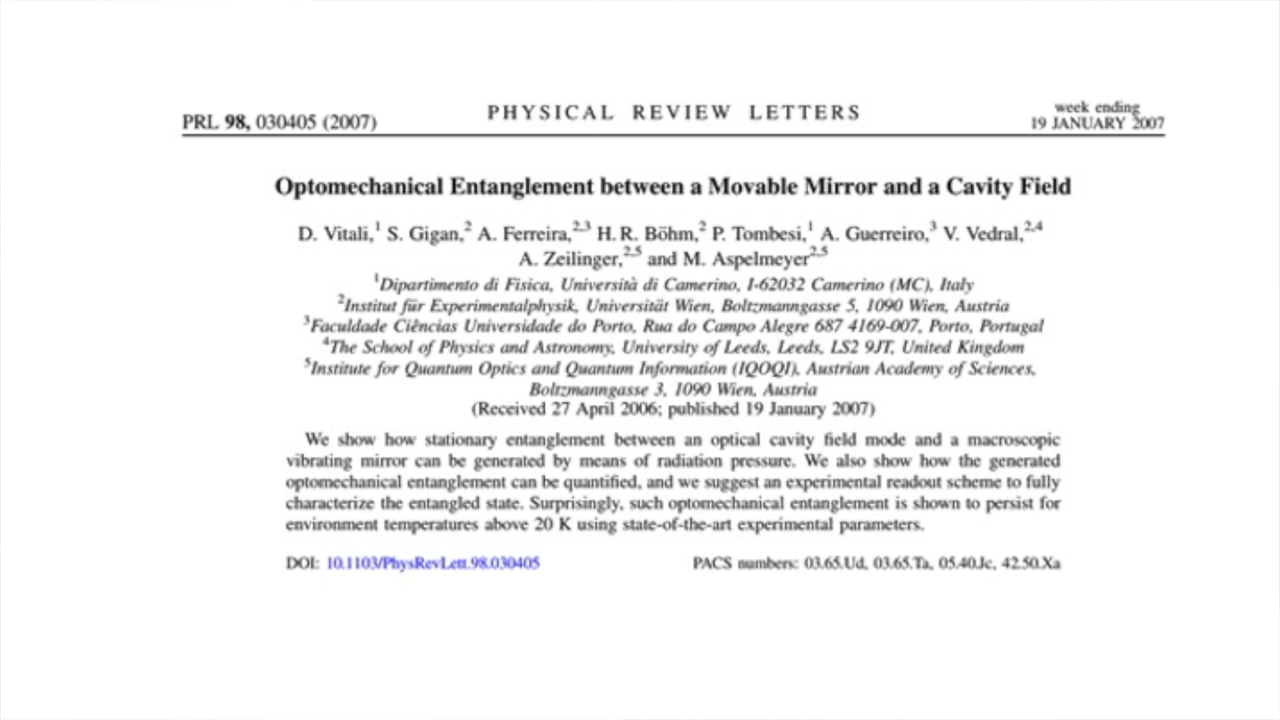 PRL 98, 030405 (2007)
PHYSICAL REVIEW LETTERS
week ending
19 JANUARY 2007
Optomechanical Entanglement between a Movable Mirror and a Cavity Field
D. Vitali,1 S. Gigan,2 A. Ferreira,2,3 H. R. Böhm,2 P. Tombesi,1 A. Guerreiro,3 V. Vedral,2,4
A. Zeilinger,2,5 and M. Aspelmeyer2,5
1Dipartimento di Fisica, Università di Camerino, I-62032 Camerino (MC), Italy
2Institut für Experimentalphysik, Universität Wien, Boltzmanngasse 5, 1090 Wien, Austria
3Faculdade Ciências Universidade do Porto, Rua do Campo Alegre 687 4169-007, Porto, Portugal
4The School of Physics and Astronomy, University of Leeds, Leeds, LS2 9JT, United Kingdom
5Institute for Quantum Optics and Quantum Information (IQOQI), Austrian Academy of Sciences,
Boltzmanngasse 3, 1090 Wien, Austria
(Received 27 April 2006; published 19 January 2007)
We show how stationary entanglement between an optical cavity field mode and a macroscopic
vibrating mirror can be generated by means of radiation pressure. We also show how the generated
optomechanical entanglement can be quantified, and we suggest an experimental readout scheme to fully
characterize the entangled state. Surprisingly, such optomechanical entanglement is shown to persist for
environment temperatures above 20 K using state-of-the-art experimental parameters.
DOI: 10.1103/PhysRevLett.98.030405
PACS numbers: 03.65.Ud, 03.65.Ta, 05.40.Jc, 42.50.Xa